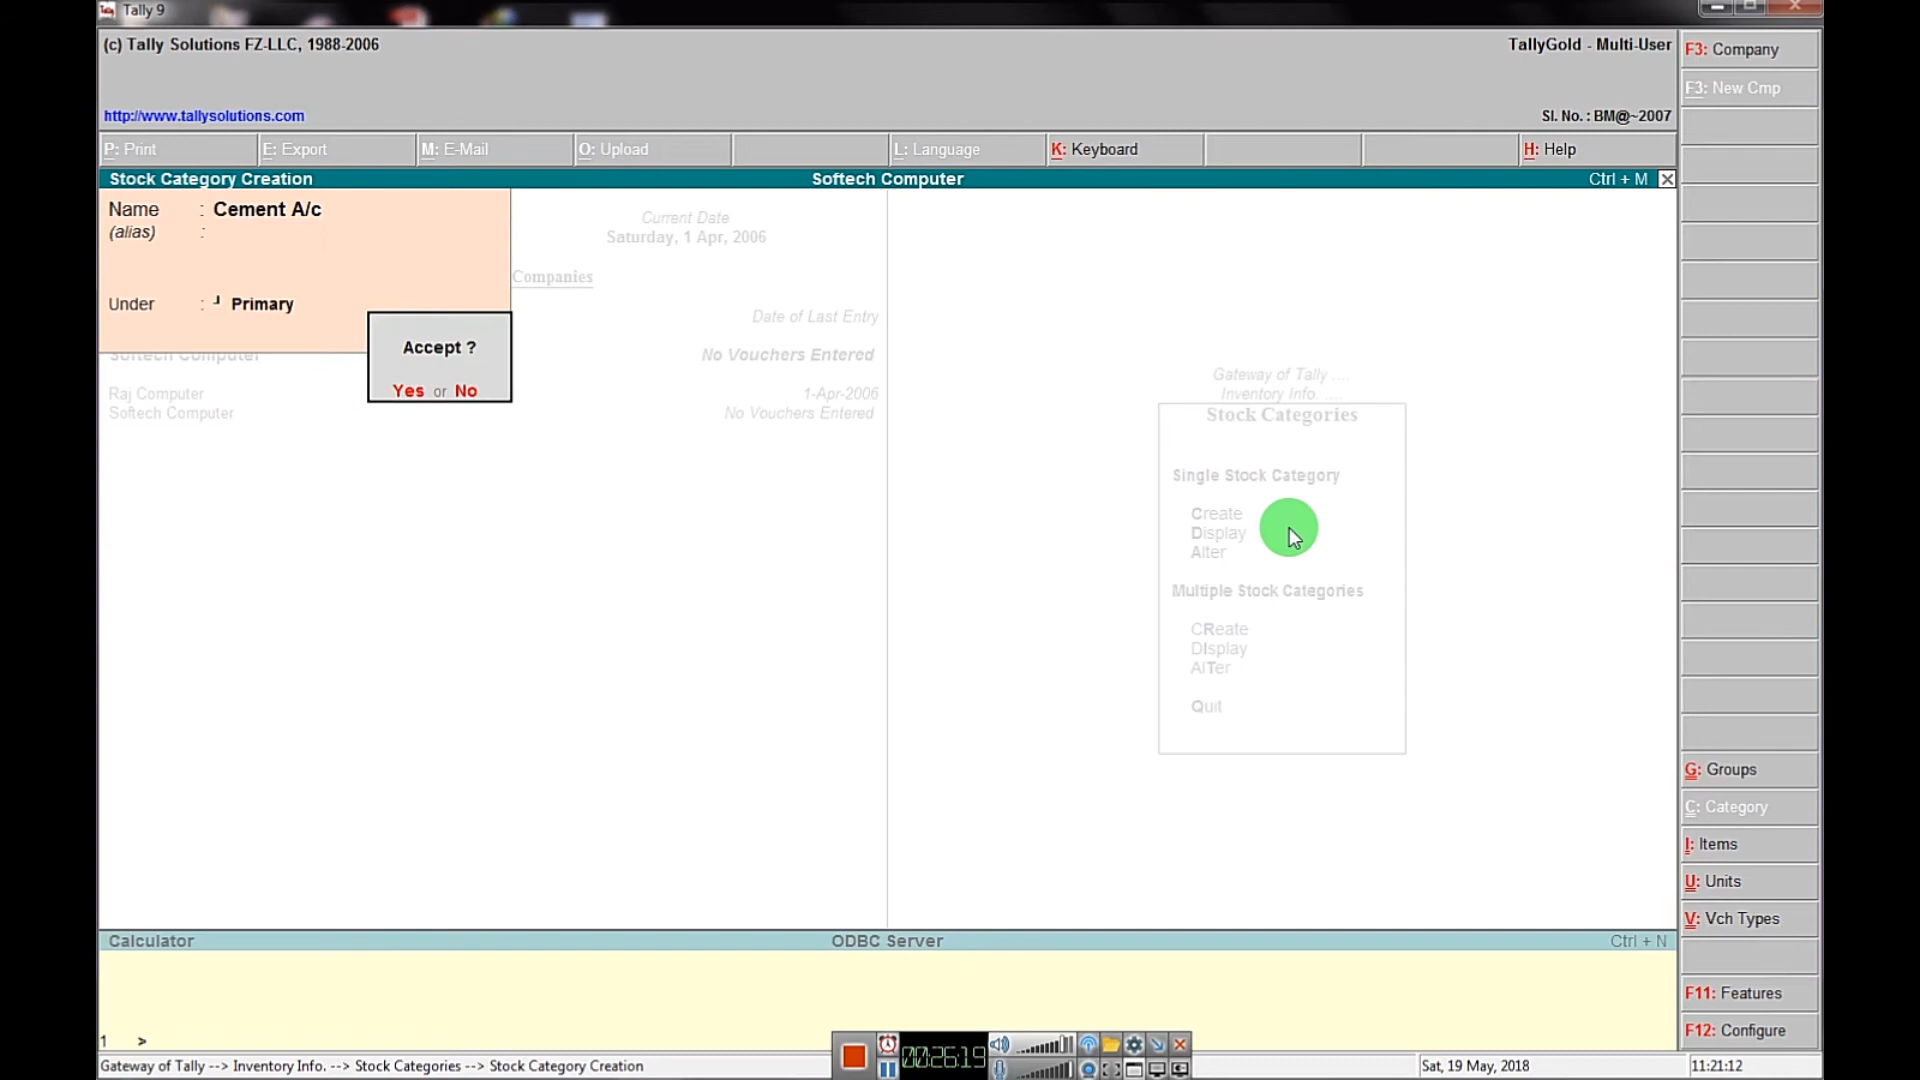 Tally 9
(c) Tally Solutions FZ-LLC, 1988-2006
TallyGold - Multi-User
http://www.tallysolutions.com
Sl. No. : BM@~2007
P: Print
E: Export
M: E-Mail
O: Upload
L: Language
K: Keyboard
H: Help
Stock Category Creation
Softech Computer
Ctrl + M
Name : Cement A/c
(alias) :
Under : ┘ Primary
Accept ?
Yes or No
Current Date
Saturday, 1 Apr, 2006
Companies
Date of Last Entry
Softech Computer
No Vouchers Entered
Raj Computer
1-Apr-2006
Softech Computer
No Vouchers Entered
Gateway of Tally ....
Inventory Info. ....
Stock Categories
Single Stock Category
Create
Display
Alter
Multiple Stock Categories
CReate
DIsplay
AlTer
Quit
F3: Company
F3: New Cmp
G: Groups
C: Category
I: Items
U: Units
V: Vch Types
F11: Features
F12: Configure
Calculator
ODBC Server
Ctrl + N
1 >
00:26:19
Gateway of Tally --> Inventory Info. --> Stock Categories --> Stock Category Creation
Sat, 19 May, 2018
11:21:12